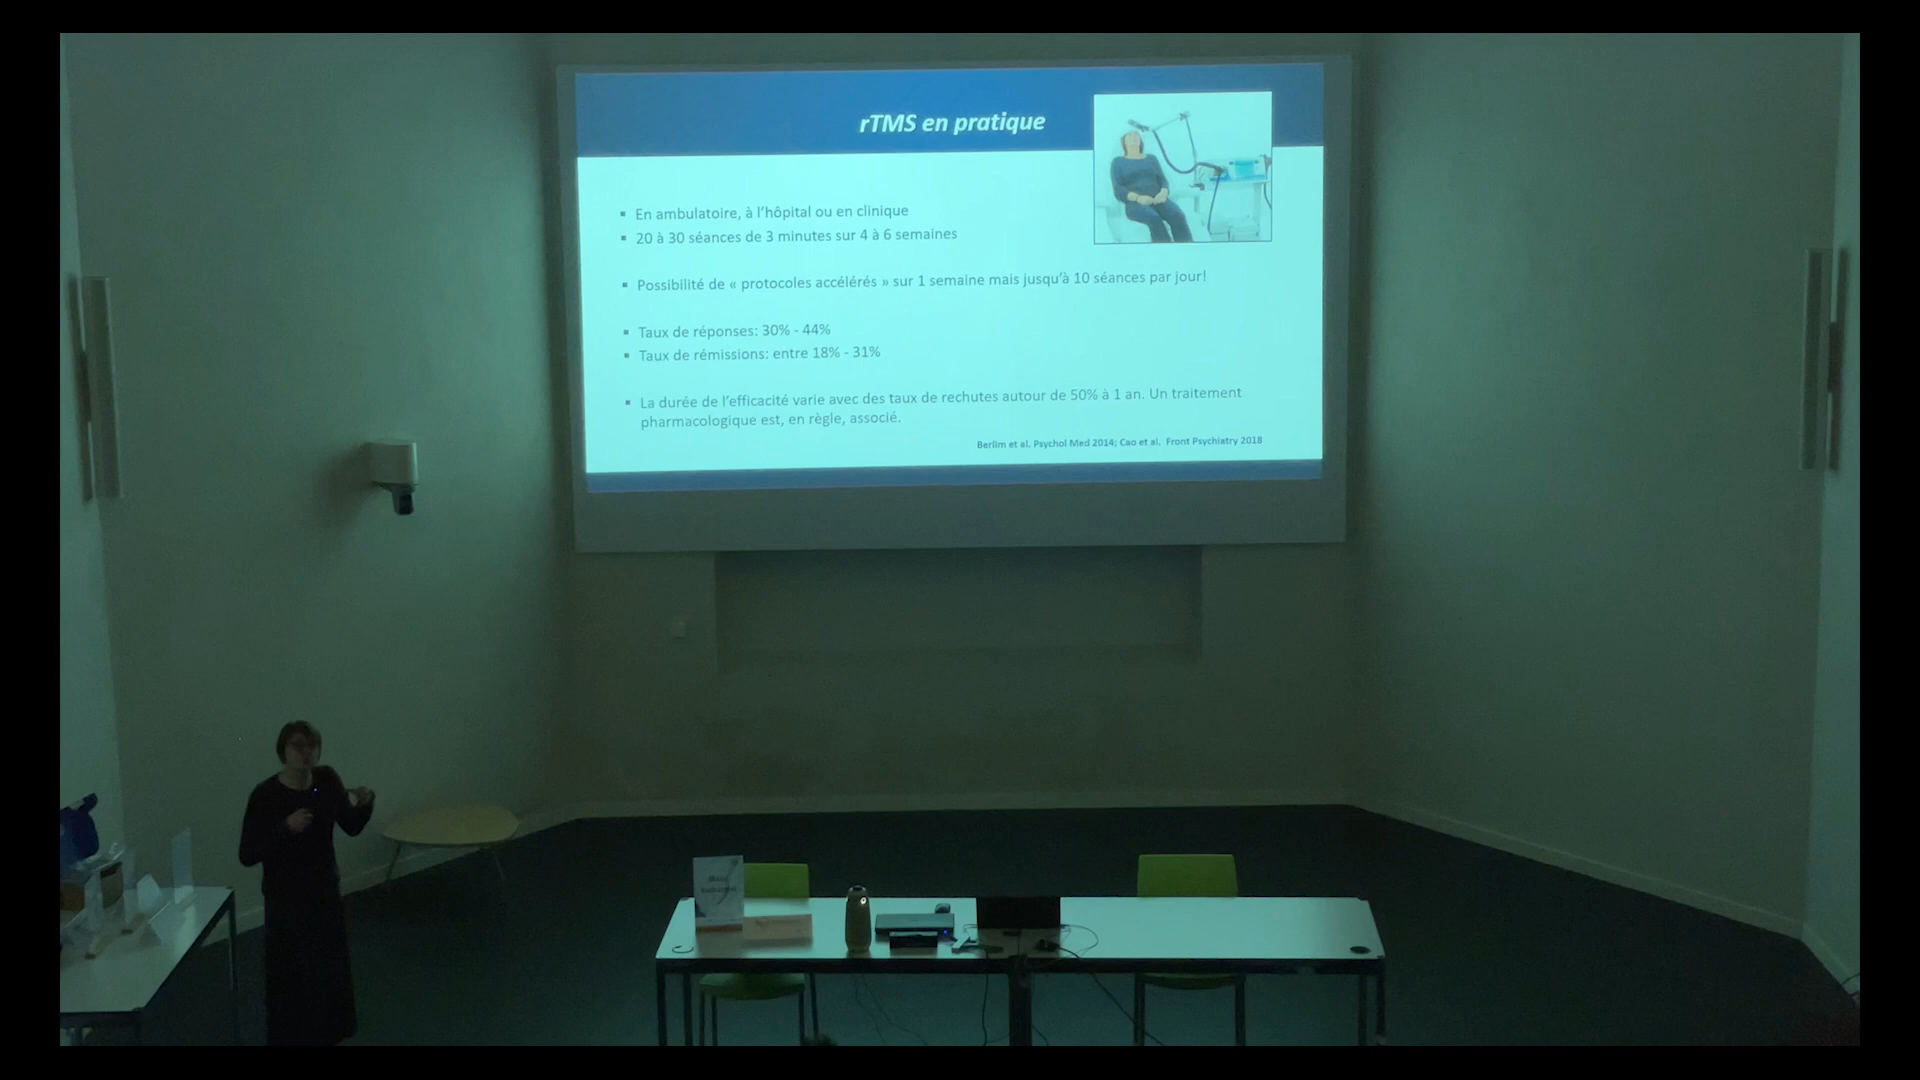 rTMS en pratique
▪ En ambulatoire, à l'hôpital ou en clinique
▪ 20 à 30 séances de 3 minutes sur 4 à 6 semaines
▪ Possibilité de « protocoles accélérés » sur 1 semaine mais jusqu'à 10 séances par jour!
▪ Taux de réponses: 30% - 44%
▪ Taux de rémissions: entre 18% - 31%
▪ La durée de l'efficacité varie avec des taux de rechutes autour de 50% à 1 an. Un traitement
pharmacologique est, en règle, associé.
Berlim et al. Psychol Med 2014; Cao et al. Front Psychiatry 2018